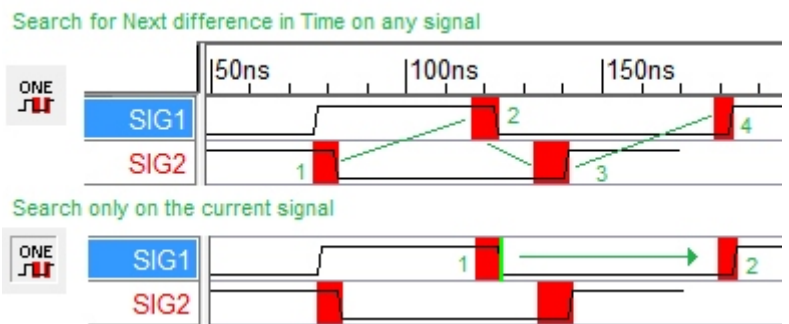 Search for Next difference in Time on any signal
50ns 100ns 150ns
ONE
SIG1 2 4
SIG2 1 3
Search only on the current signal
ONE
SIG1 1 2
SIG2